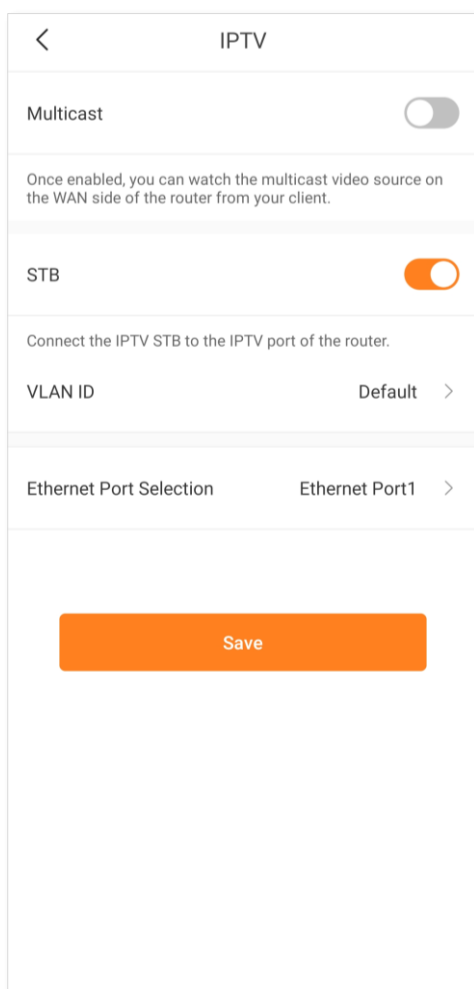 IPTV
Multicast
Once enabled, you can watch the multicast video source on
the WAN side of the router from your client.
STB
Connect the IPTV STB to the IPTV port of the router.
VLAN ID Default
Ethernet Port Selection Ethernet Port1
Save